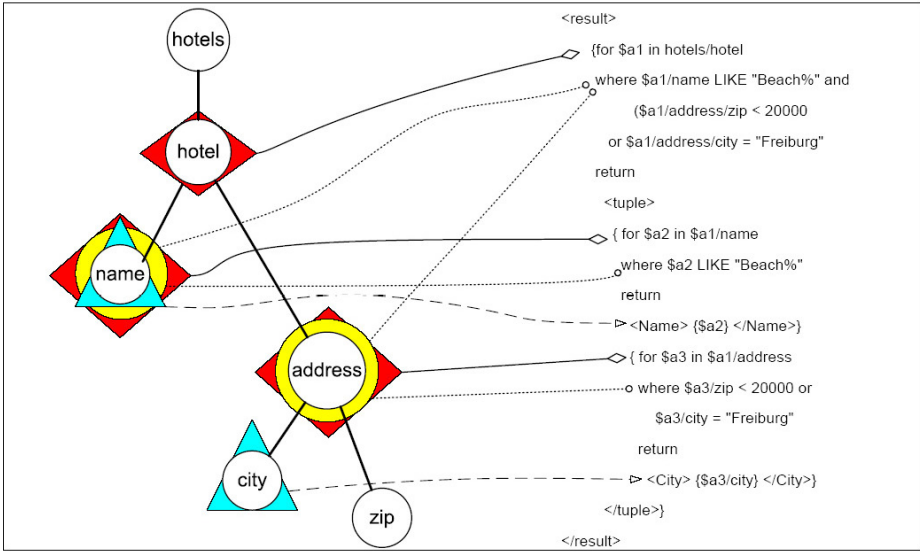 hotels
hotel
name
address
city
zip
<result>
{for $a1 in hotels/hotel
where $a1/name LIKE "Beach%" and
($a1/address/zip < 20000
or $a1/address/city = "Freiburg"
return
<tuple>
{ for $a2 in $a1/name
where $a2 LIKE "Beach%"
return
<Name> {$a2} </Name>}
{ for $a3 in $a1/address
where $a3/zip < 20000 or
$a3/city = "Freiburg"
return
<City> {$a3/city} </City>}
</tuple>}
</result>